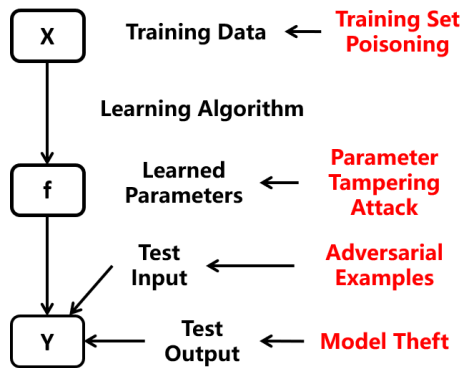 X
Training Data
Training Set
Poisoning
Learning Algorithm
f
Learned
Parameters
Parameter
Tampering
Attack
Test
Input
Adversarial
Examples
Y
Test
Output
Model Theft